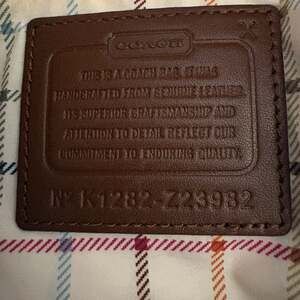 COACH
THIS IS A COACH BAG. IT WAS
HANDCRAFTED FROM GENUINE LEATHER.
ITS SUPERIOR CRAFTSMANSHIP AND
ATTENTION TO DETAIL REFLECT OUR
COMMITMENT TO ENDURING QUALITY.
Nº K1282-Z23982